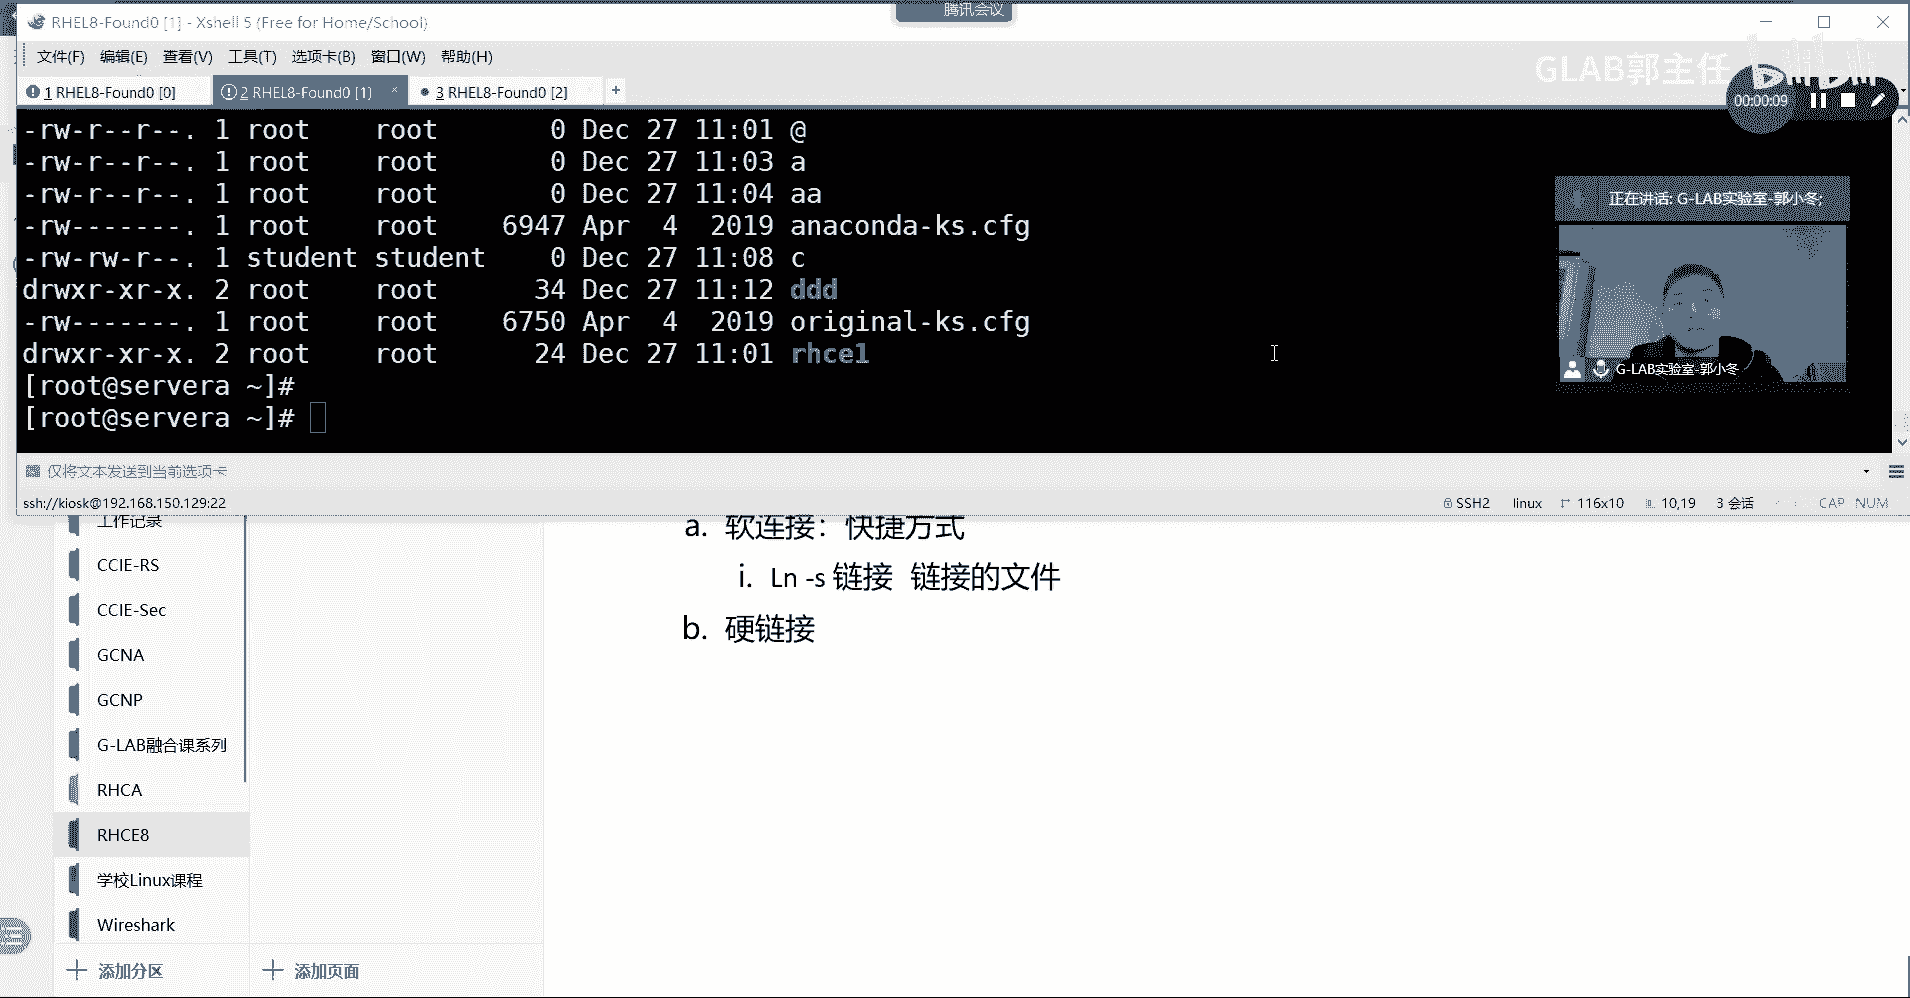 腾讯会议
RHEL8-Found0 [1] - Xshell 5 (Free for Home/School)
文件(F) 编辑(E) 查看(V) 工具(T) 选项卡(B) 窗口(W) 帮助(H)
GLAB郭主任
1 RHEL8-Found0 [0] 2 RHEL8-Found0 [1] × 3 RHEL8-Found0 [2] +
00:00:09
-rw-r--r--. 1 root root 0 Dec 27 11:01 @
-rw-r--r--. 1 root root 0 Dec 27 11:03 a
-rw-r--r--. 1 root root 0 Dec 27 11:04 aa
-rw-------. 1 root root 6947 Apr 4 2019 anaconda-ks.cfg
-rw-rw-r--. 1 student student 0 Dec 27 11:08 c
drwxr-xr-x. 2 root root 34 Dec 27 11:12 ddd
-rw-------. 1 root root 6750 Apr 4 2019 original-ks.cfg
drwxr-xr-x. 2 root root 24 Dec 27 11:01 rhce1
[root@servera ~]#
[root@servera ~]#
正在讲话: G-LAB实验室-郭小冬;
G-LAB实验室-郭小冬
仅将文本发送到当前选项卡
ssh://kiosk@192.168.150.129:22 SSH2 linux 116x10 10,19 3 会话 CAP NUM
工作记录
CCIE-RS
CCIE-Sec
GCNA
GCNP
G-LAB融合课系列
RHCA
RHCE8
学校Linux课程
Wireshark
添加分区
添加页面
a. 软连接：快捷方式
i. Ln -s 链接 链接的文件
b. 硬链接